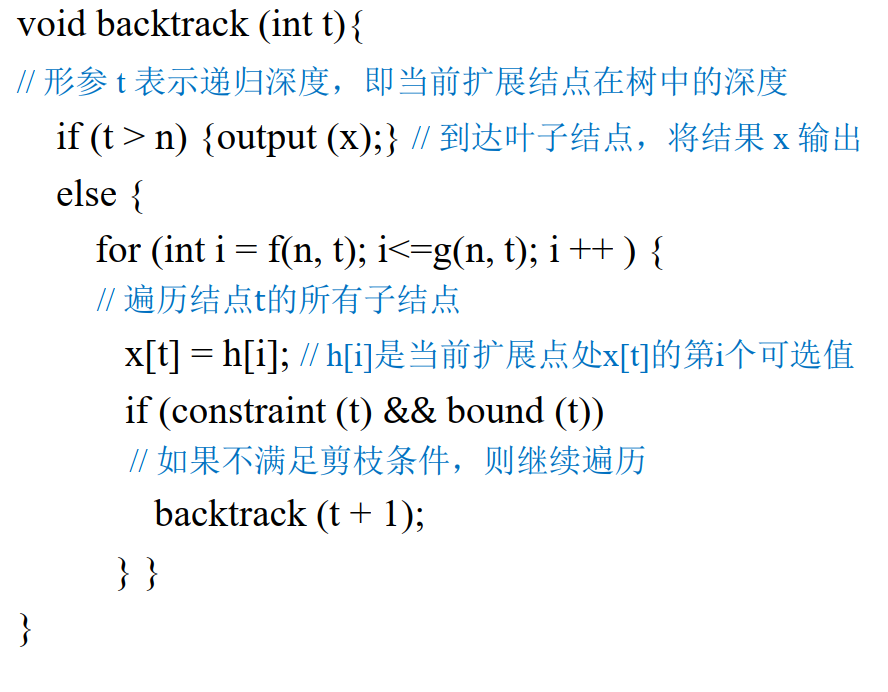 void backtrack (int t){
// 形参 t 表示递归深度，即当前扩展结点在树中的深度
if (t > n) {output (x);} // 到达叶子结点，将结果 x 输出
else {
for (int i = f(n, t); i<=g(n, t); i ++ ) {
// 遍历结点t的所有子结点
x[t] = h[i]; // h[i]是当前扩展点处x[t]的第i个可选值
if (constraint (t) && bound (t))
// 如果不满足剪枝条件，则继续遍历
backtrack (t + 1);
} }
}